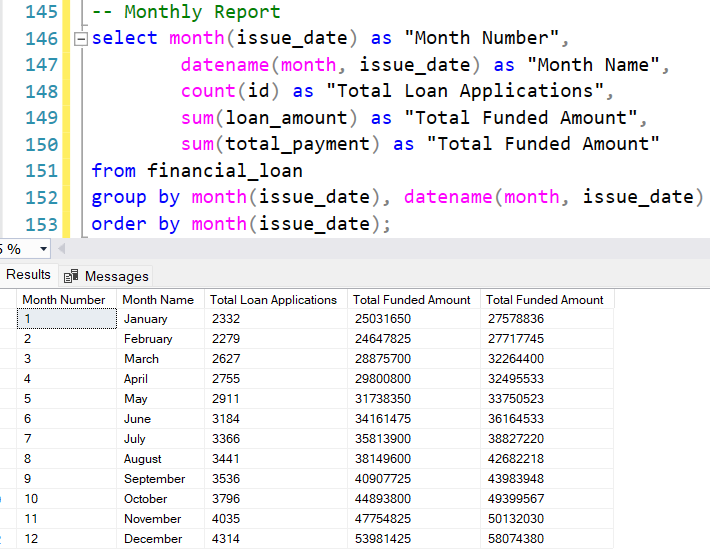 145 -- Monthly Report
146 select month(issue_date) as "Month Number",
147 datename(month, issue_date) as "Month Name",
148 count(id) as "Total Loan Applications",
149 sum(loan_amount) as "Total Funded Amount",
150 sum(total_payment) as "Total Funded Amount"
151 from financial_loan
152 group by month(issue_date), datename(month, issue_date)
153 order by month(issue_date);
%
Results Messages
Month Number Month Name Total Loan Applications Total Funded Amount Total Funded Amount
1 January 2332 25031650 27578836
2 February 2279 24647825 27717745
3 March 2627 28875700 32264400
4 April 2755 29800800 32495533
5 May 2911 31738350 33750523
6 June 3184 34161475 36164533
7 July 3366 35813900 38827220
8 August 3441 38149600 42682218
9 September 3536 40907725 43983948
10 October 3796 44893800 49399567
11 November 4035 47754825 50132030
12 December 4314 53981425 58074380